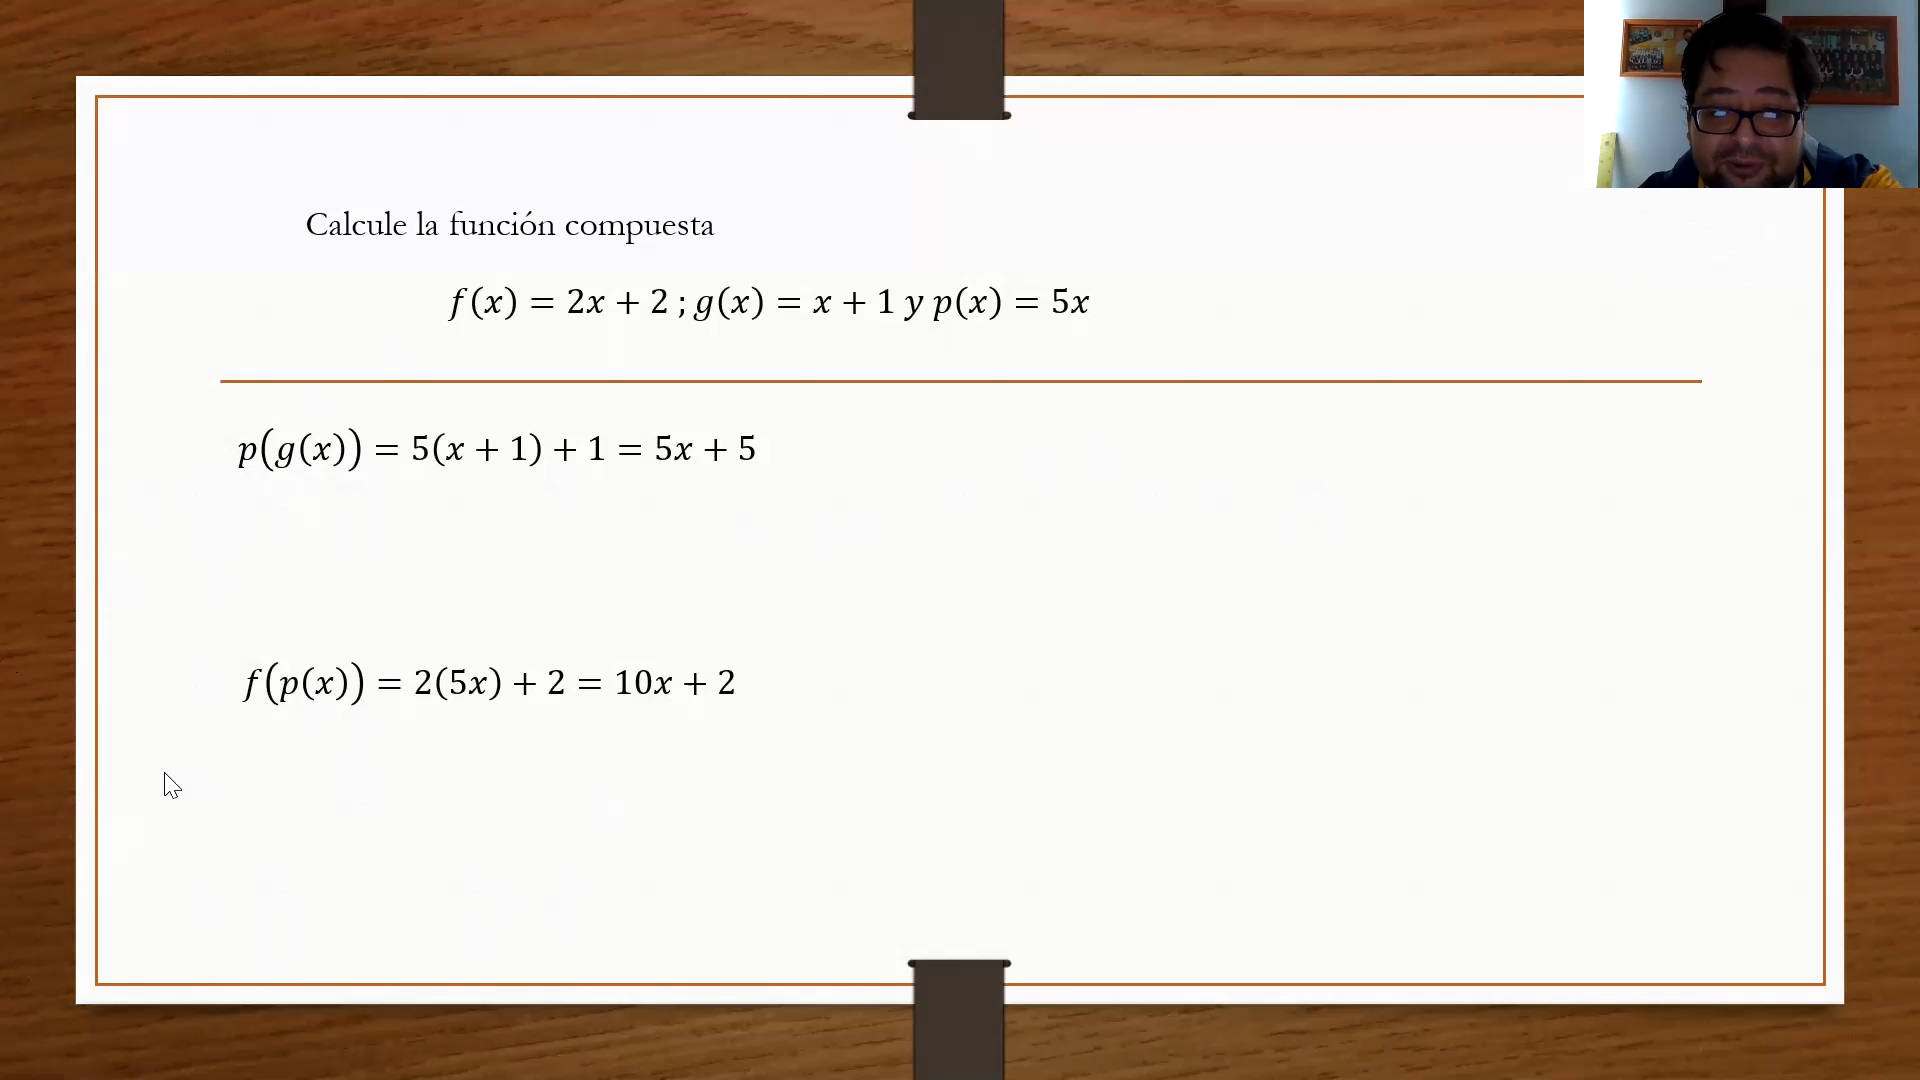 Calcule la función compuesta
f(x) = 2x + 2 ; g(x) = x + 1 y p(x) = 5x
p(g(x)) = 5(x + 1) + 1 = 5x + 5
f(p(x)) = 2(5x) + 2 = 10x + 2